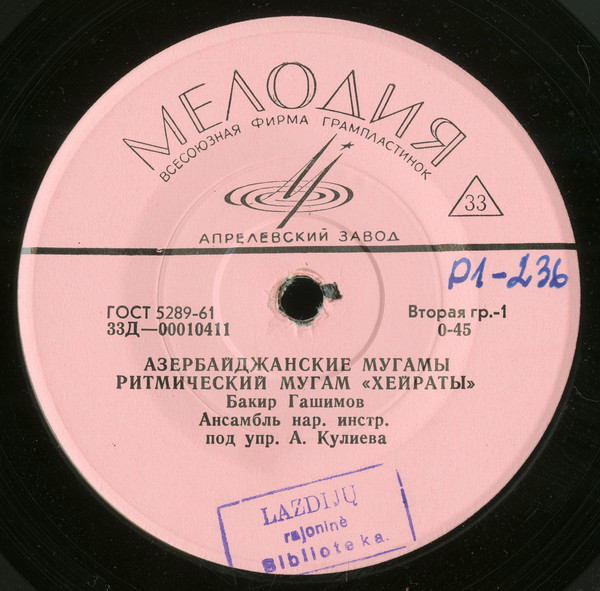 МЕЛОДИЯ
ВСЕСОЮЗНАЯ ФИРМА ГРАМПЛАСТИНОК
33
АПРЕЛЕВСКИЙ ЗАВОД
P1-236
ГОСТ 5289-61
Вторая гр.-1
33Д—00010411
0-45
АЗЕРБАЙДЖАНСКИЕ МУГАМЫ
РИТМИЧЕСКИЙ МУГАМ «ХЕЙРАТЫ»
Бакир Гашимов
Ансамбль нар. инстр.
под упр. А. Кулиева
LAZDIJŲ
rajoninė
Biblioteka.